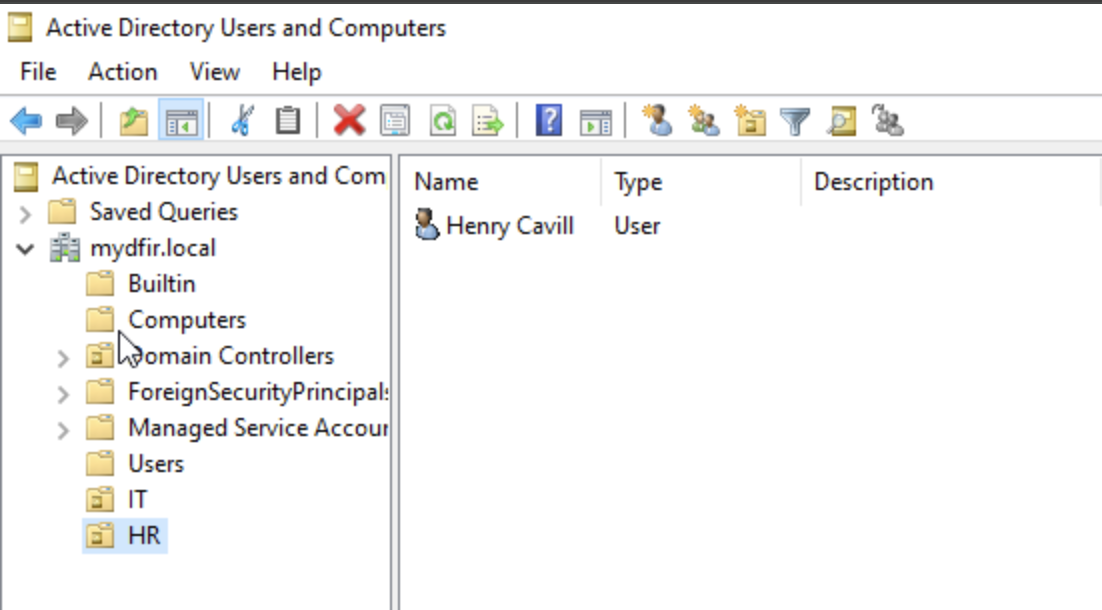 Active Directory Users and Computers
File Action View Help
Active Directory Users and Com
Name Type Description
Saved Queries
Henry Cavill User
mydfir.local
Builtin
Computers
Domain Controllers
ForeignSecurityPrincipals
Managed Service Accour
Users
IT
HR